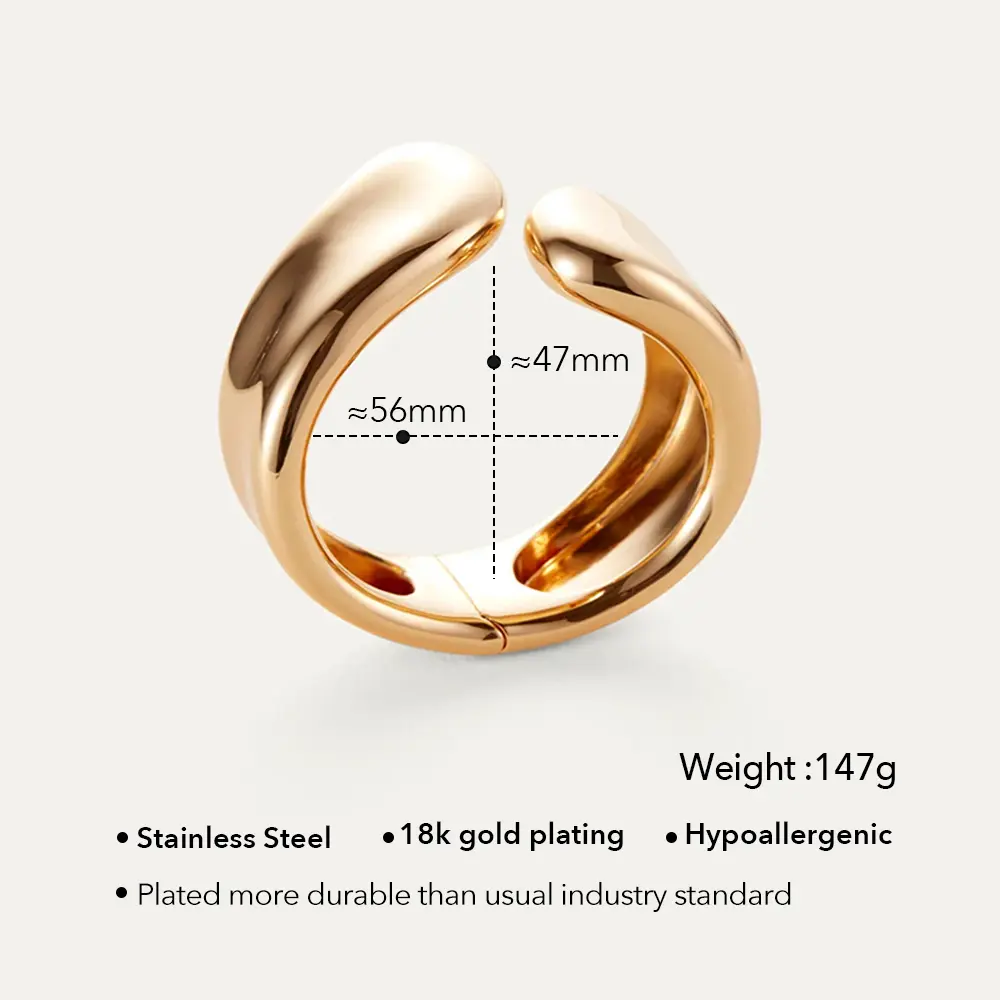 ≈47mm
≈56mm
Weight :147g
• Stainless Steel •18k gold plating •Hypoallergenic
• Plated more durable than usual industry standard